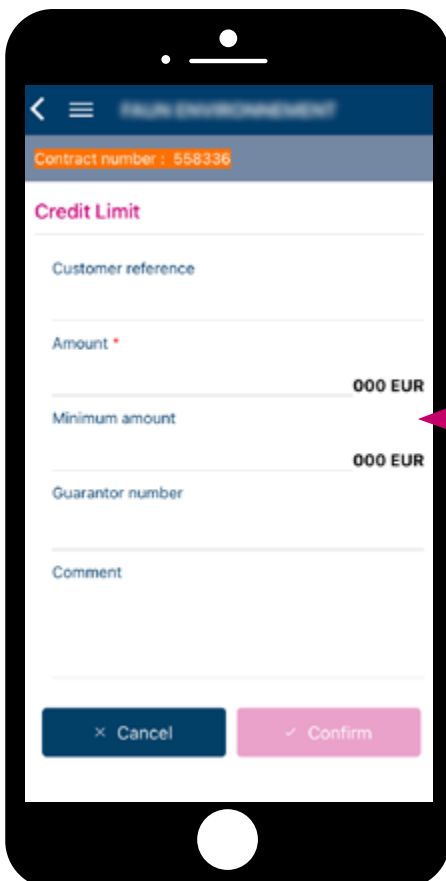 Contract number : 558336
Credit Limit
Customer reference
Amount *
000 EUR
Minimum amount
000 EUR
Guarantor number
Comment
× Cancel
✓ Confirm